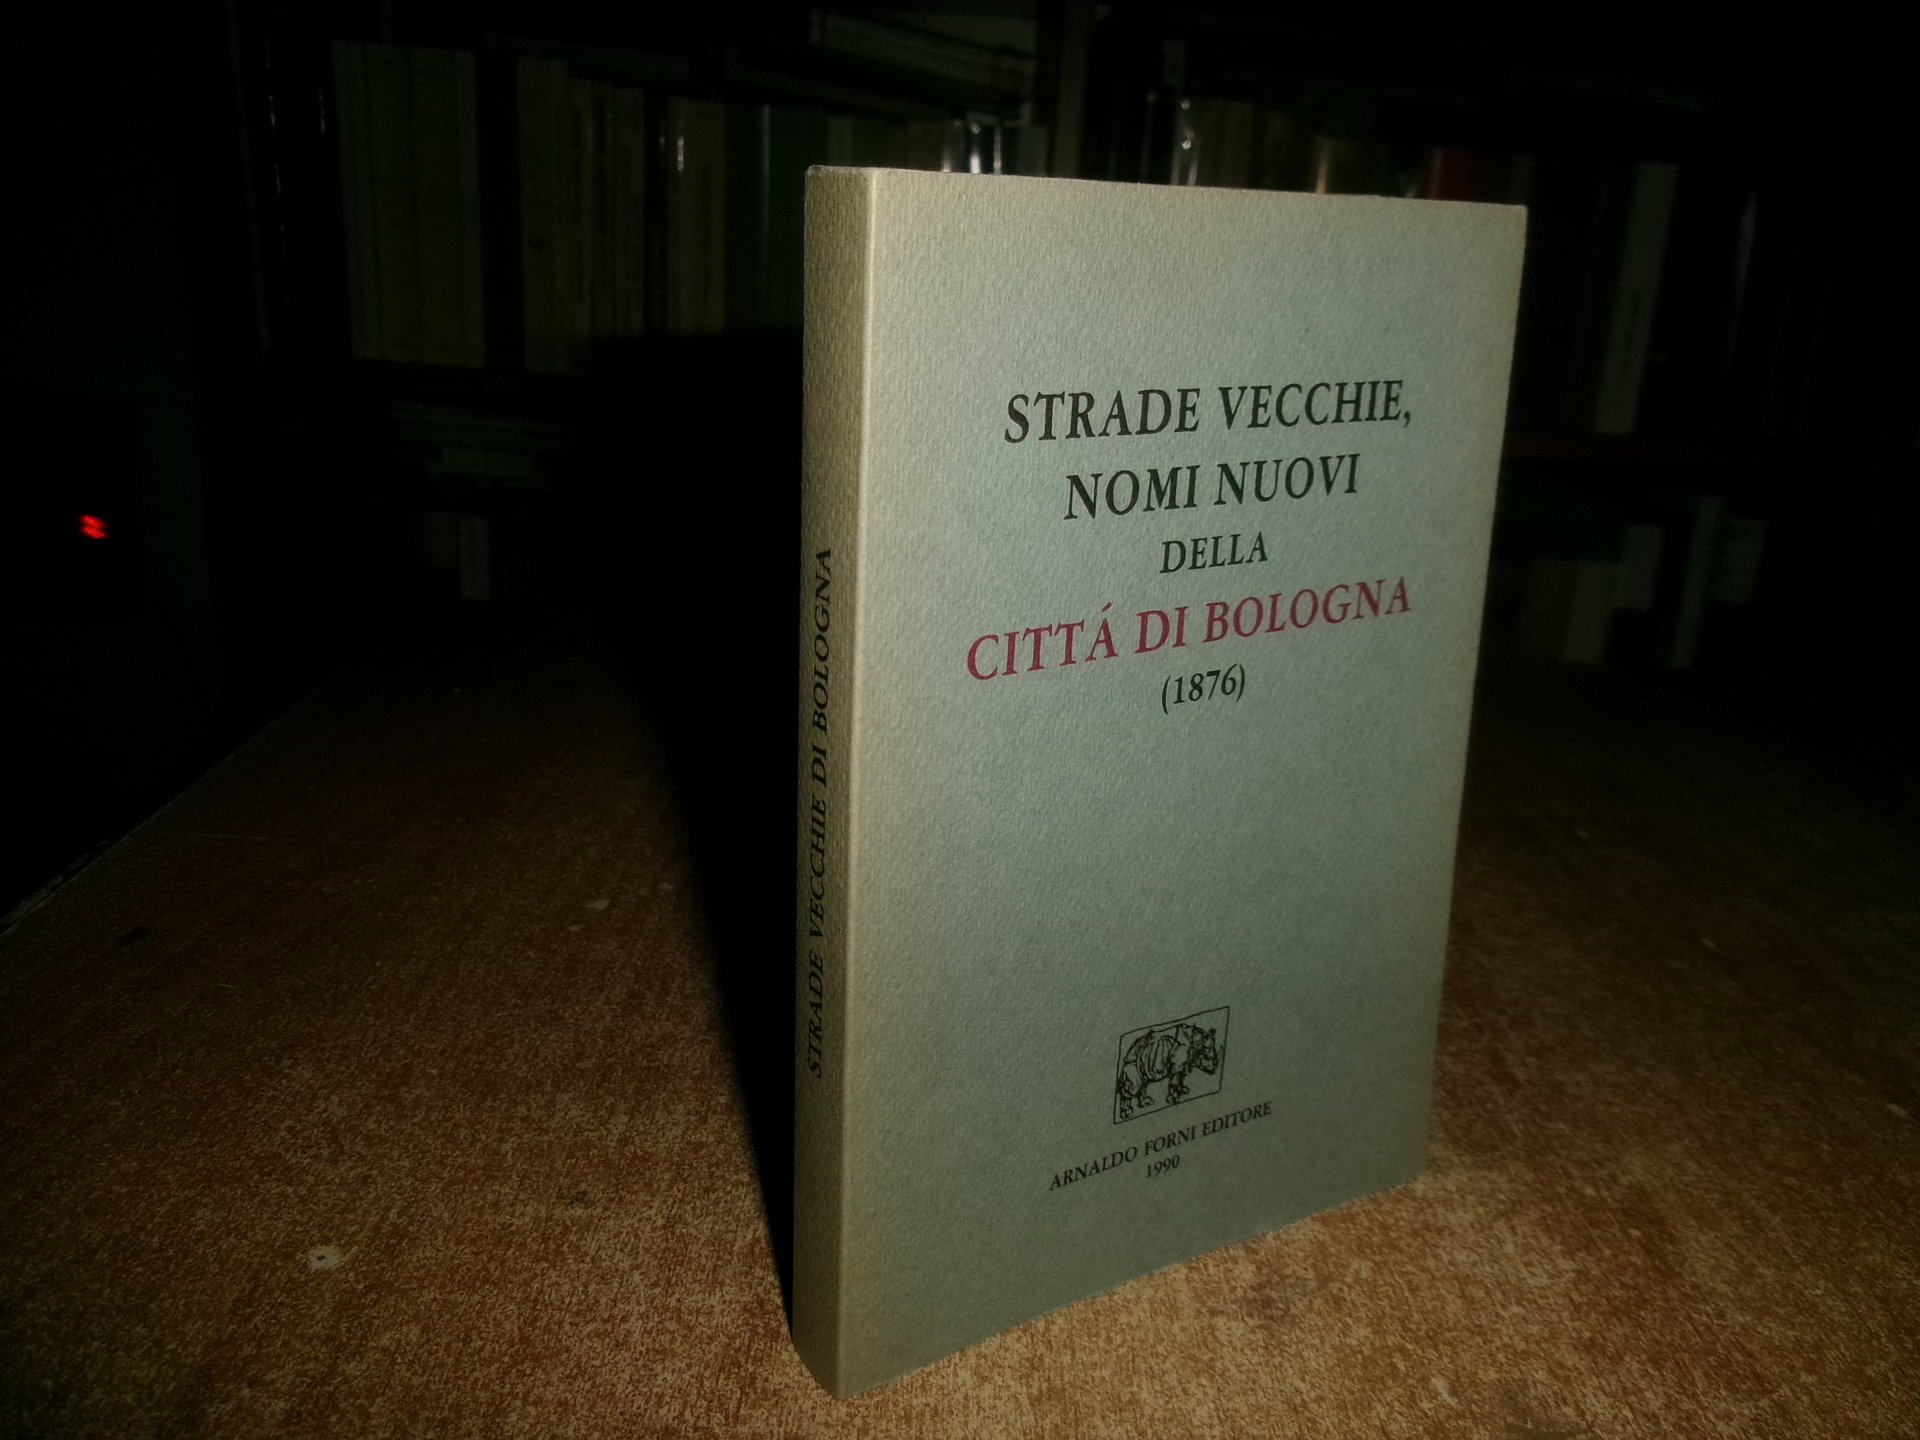 STRADE VECCHIE,
NOMI NUOVI
DELLA
CITTÁ DI BOLOGNA
(1876)
ARNALDO FORNI EDITORE
1990
STRADE VECCHIE DI BOLOGNA